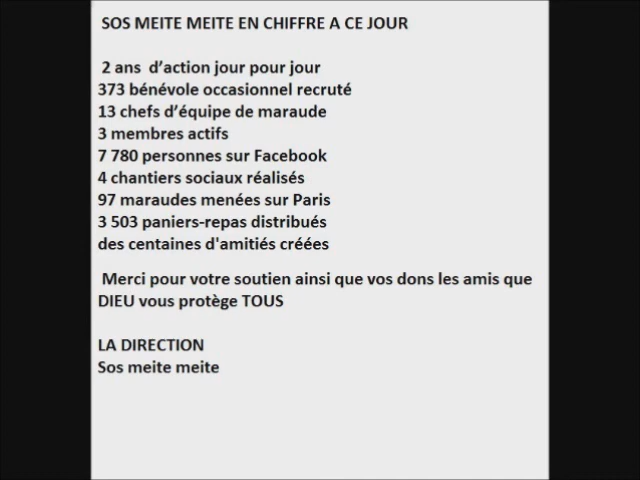 SOS MEITE MEITE EN CHIFFRE A CE JOUR
2 ans d’action jour pour jour
373 bénévole occasionnel recruté
13 chefs d’équipe de maraude
3 membres actifs
7 780 personnes sur Facebook
4 chantiers sociaux réalisés
97 maraudes menées sur Paris
3 503 paniers-repas distribués
des centaines d'amitiés créées
Merci pour votre soutien ainsi que vos dons les amis que
DIEU vous protège TOUS
LA DIRECTION
Sos meite meite